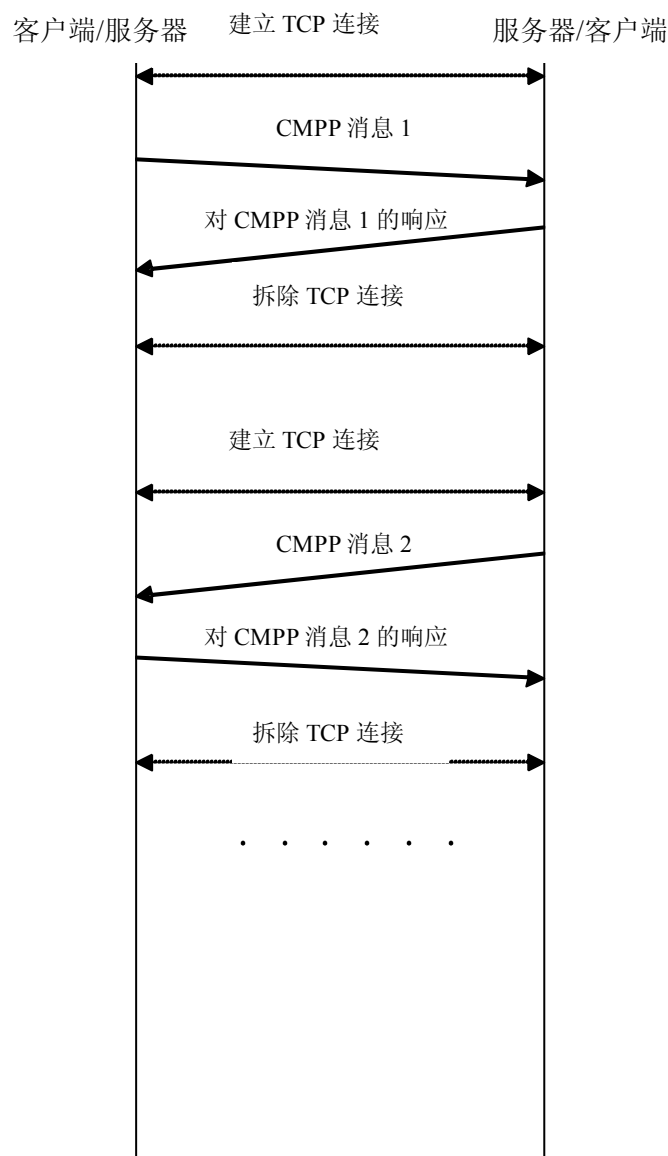 建立 TCP 连接
客户端/服务器
服务器/客户端
CMPP 消息 1
对 CMPP 消息 1 的响应
拆除 TCP 连接
建立 TCP 连接
CMPP 消息 2
对 CMPP 消息 2 的响应
拆除 TCP 连接
. . . . . .